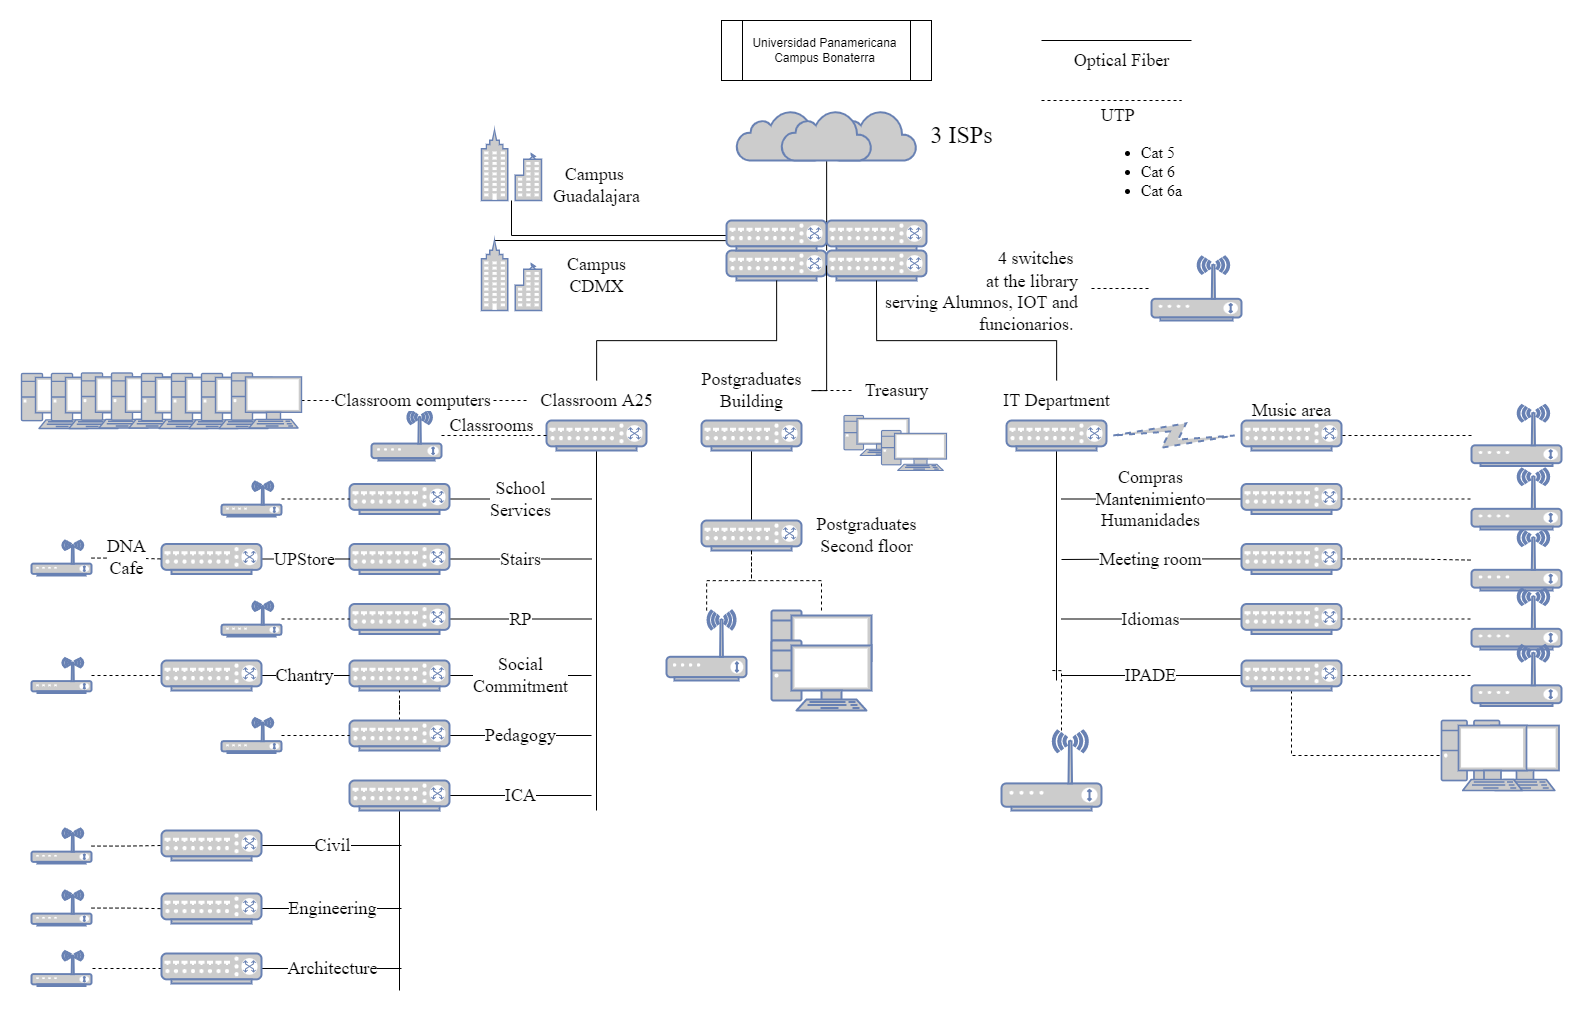 Universidad Panamericana
Campus Bonaterra
Optical Fiber
UTP
Cat 5
Cat 6
Cat 6a
3 ISPs
Campus
Guadalajara
Campus
CDMX
4 switches
at the library
serving Alumnos, IOT and
funcionarios.
Classroom computers
Classroom A25
Classrooms
Postgraduates
Building
Treasury
IT Department
Music area
School
Services
Compras
Mantenimiento
Humanidades
Postgraduates
Second floor
DNA
Cafe
UPStore
Stairs
Meeting room
RP
Idiomas
Chantry
Social
Commitment
IPADE
Pedagogy
ICA
Civil
Engineering
Architecture